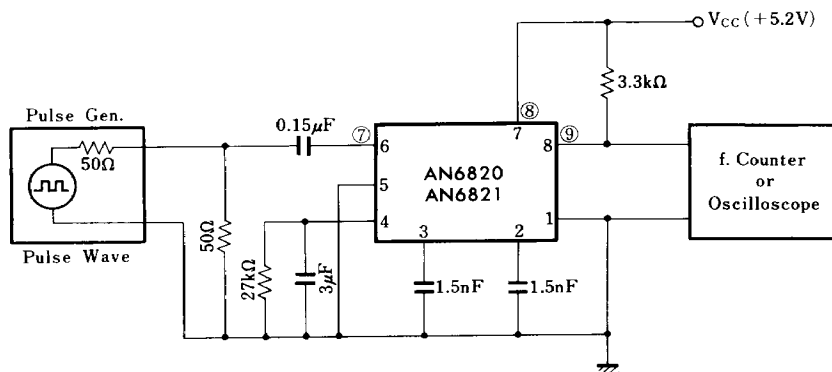 VCC (+5.2V)
3.3kΩ
⑧
Pulse Gen.
0.15μF
⑦
7
⑨
6
8
50Ω
AN6820
AN6821
f. Counter
or
Oscilloscope
5
4
3
2
1
Pulse Wave
50Ω
27kΩ
3μF
1.5nF
1.5nF